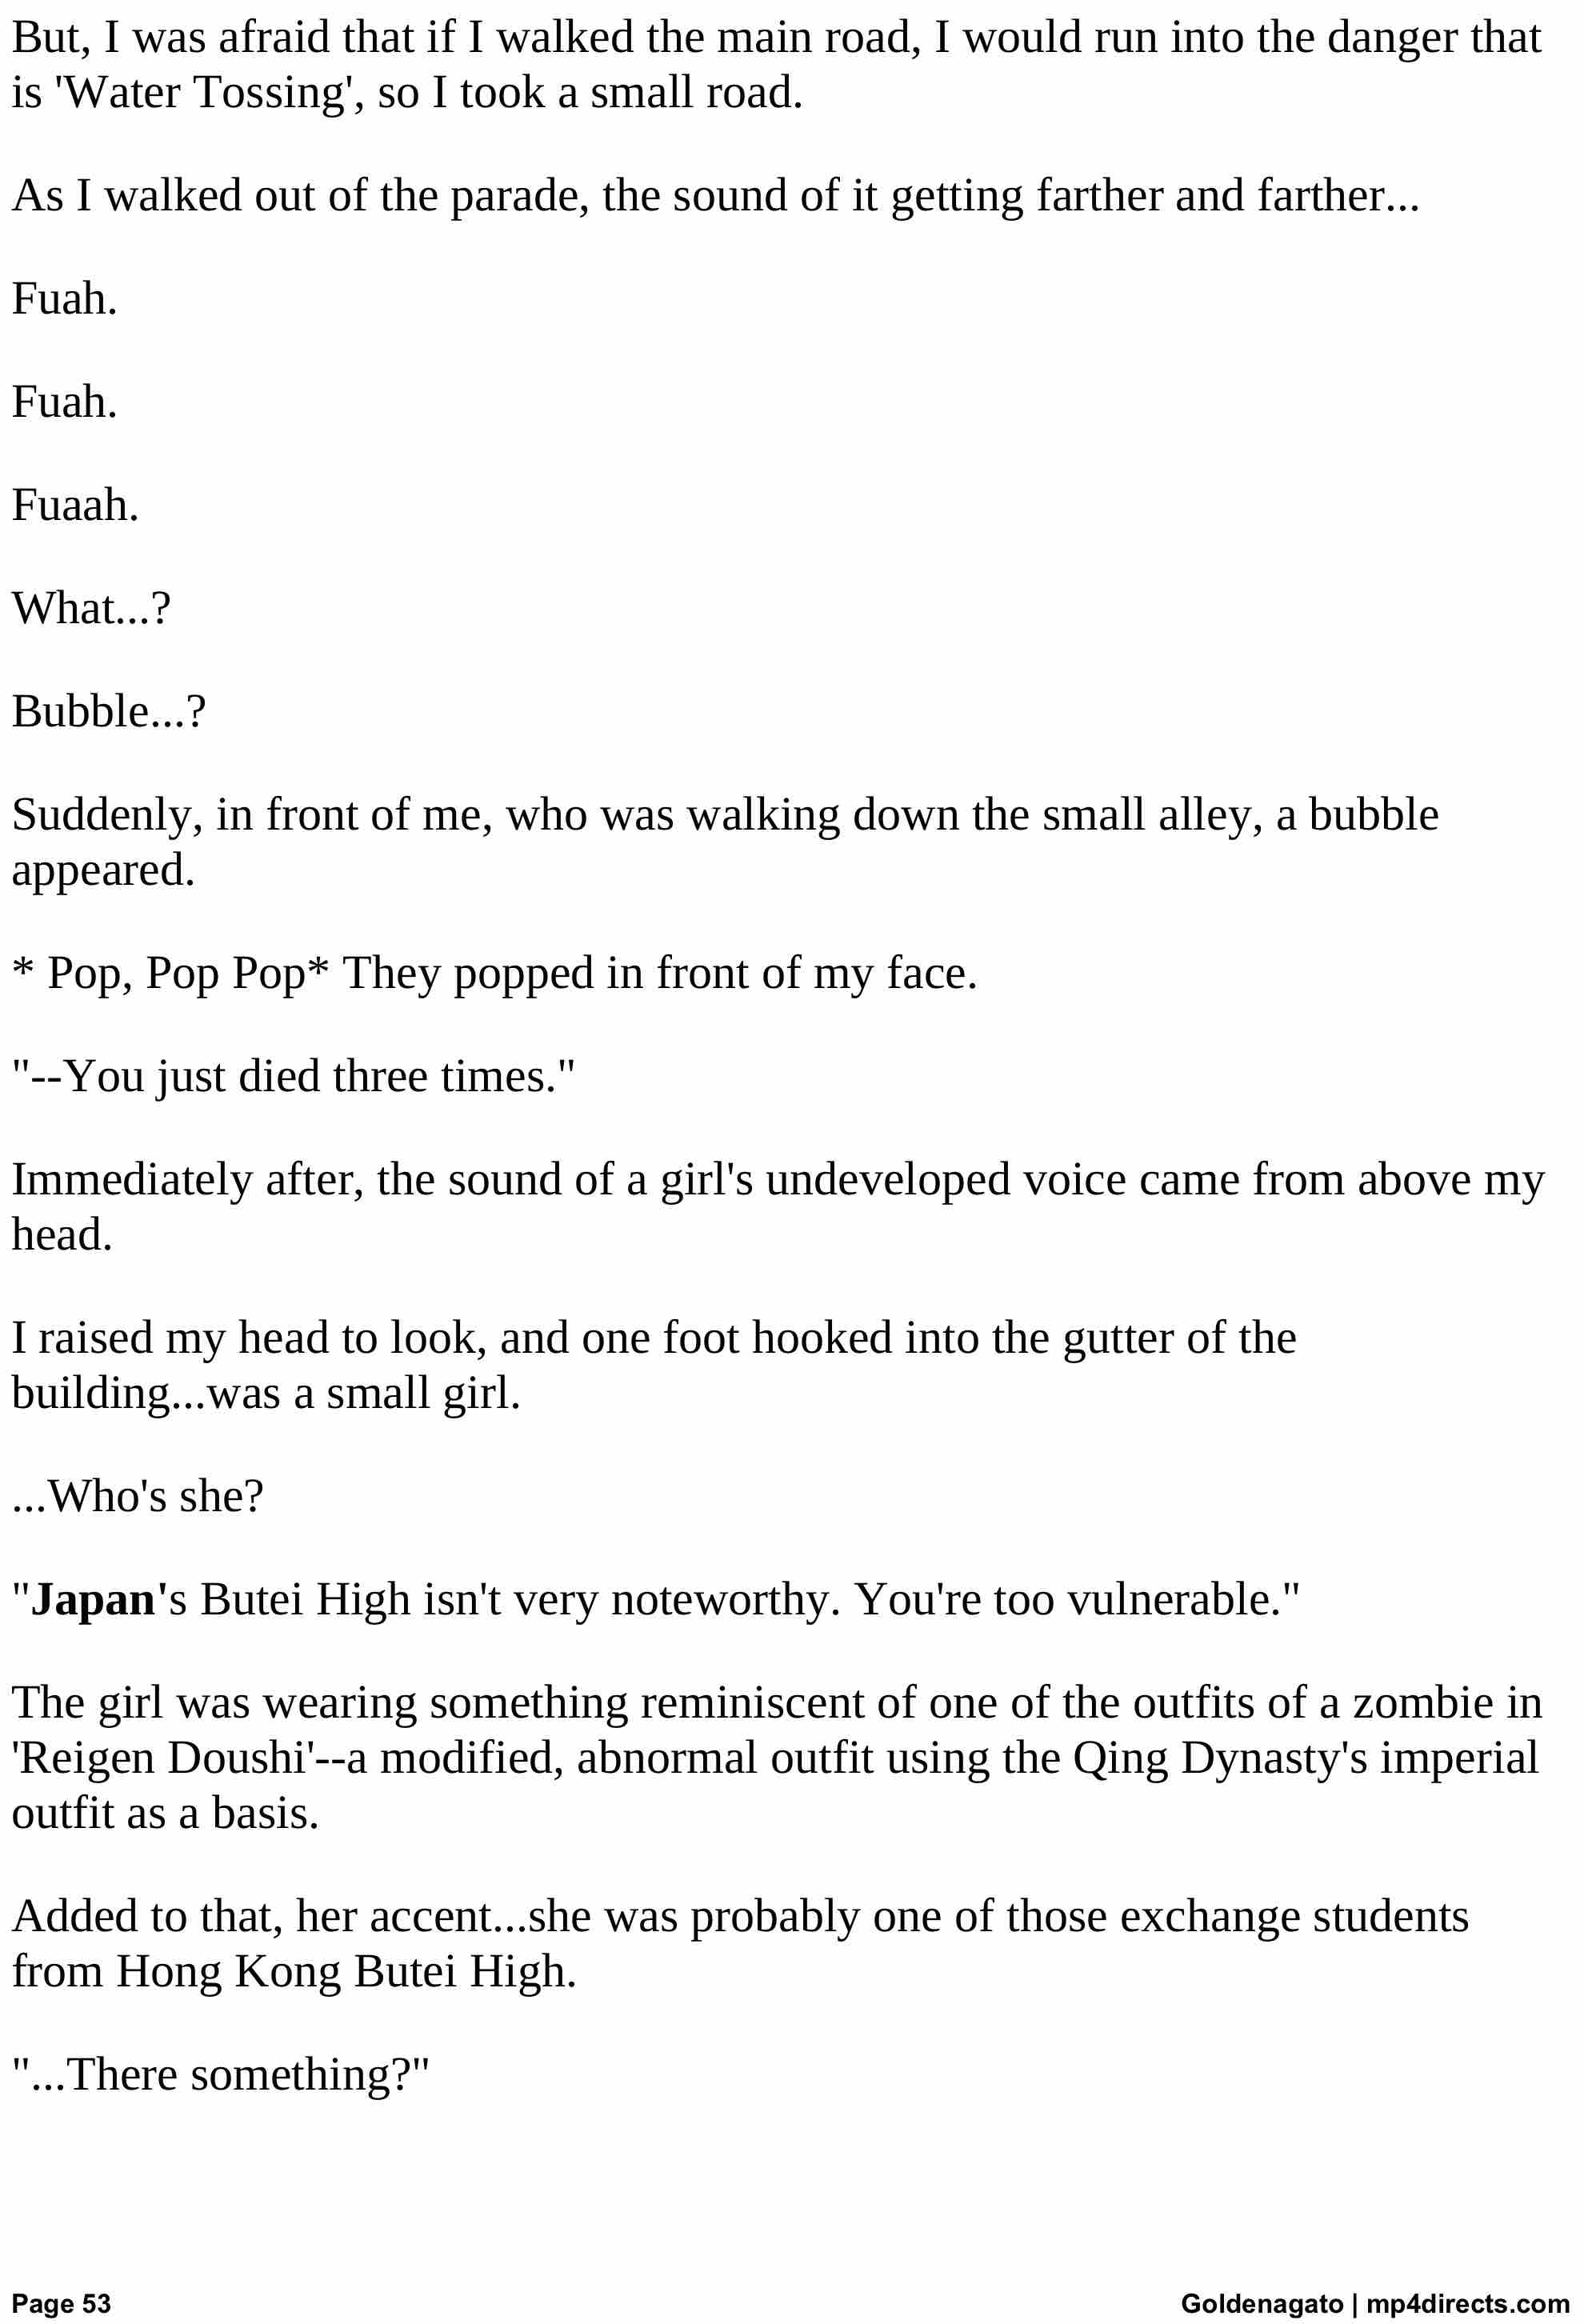 But, I was afraid that if I walked the main road, I would run into the danger that
is 'Water Tossing', so I took a small road.
As I walked out of the parade, the sound of it getting farther and farther...
Fuah.
Fuah.
Fuaah.
What...?
Bubble...?
Suddenly, in front of me, who was walking down the small alley, a bubble
appeared.
* Pop, Pop Pop* They popped in front of my face.
"--You just died three times."
Immediately after, the sound of a girl's undeveloped voice came from above my
head.
I raised my head to look, and one foot hooked into the gutter of the
building...was a small girl.
...Who's she?
"Japan's Butei High isn't very noteworthy. You're too vulnerable."
The girl was wearing something reminiscent of one of the outfits of a zombie in
'Reigen Doushi'--a modified, abnormal outfit using the Qing Dynasty's imperial
outfit as a basis.
Added to that, her accent...she was probably one of those exchange students
from Hong Kong Butei High.
"...There something?"
Page 53
Goldenagato | mp4directs.com